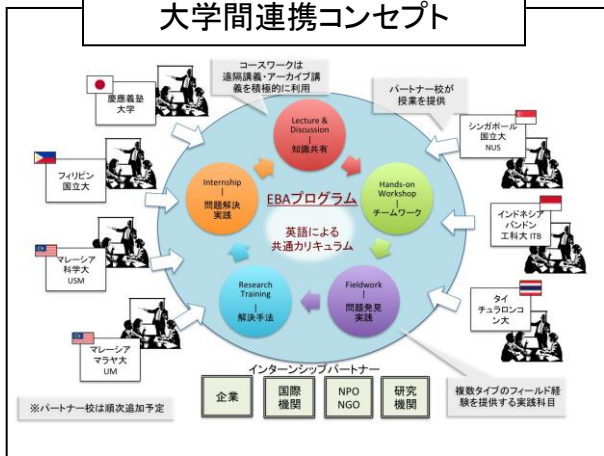 大学間連携コンセプト
コースワークは
遠隔講義・アーカイブ講
義を積極的に利用
パートナー校が
授業を提供
慶應義塾
大学
フィリピン
国立大
マレーシア
科学大
USM
マレーシア
マラヤ大
UM
シンガポール
国立大
NUS
インドネシア
バンドン
工科大 ITB
タイ
チュラロンコ
ン大
Lecture &
Discussion
知識共有
Hands-on
Workshop
チームワーク
Fieldwork
問題発見
実践
Research
Training
解決手法
Internship
問題解決
実践
EBAプログラム
英語による
共通カリキュラム
インターンシップパートナー
企業
国際
機関
NPO
NGO
研究
機関
※パートナー校は順次追加予定
複数タイプのフィールド経
験を提供する実践科目